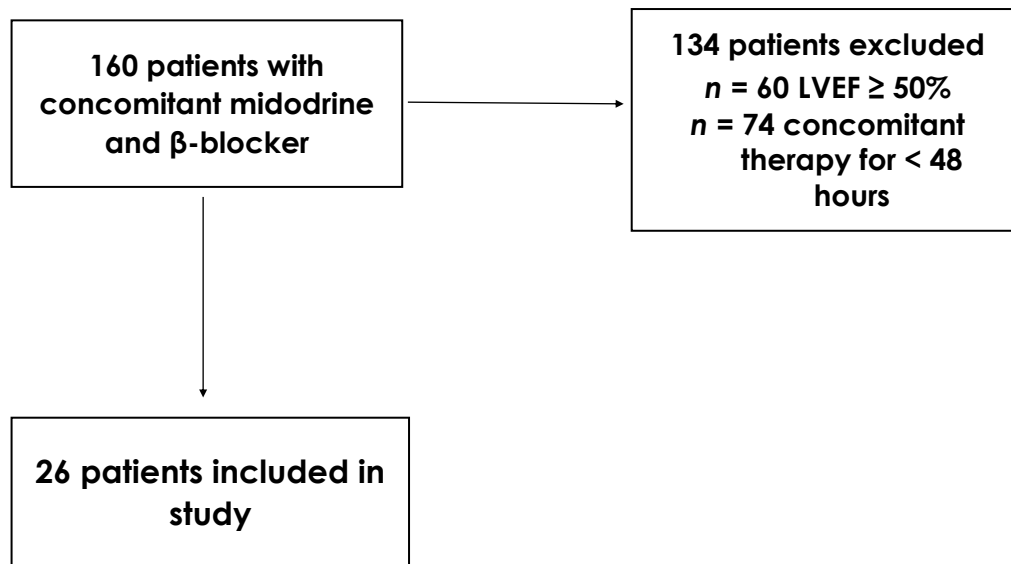 160 patients with
concomitant midodrine
and β-blocker
134 patients excluded
n = 60 LVEF ≥ 50%
n = 74 concomitant
therapy for < 48
hours
26 patients included in
study